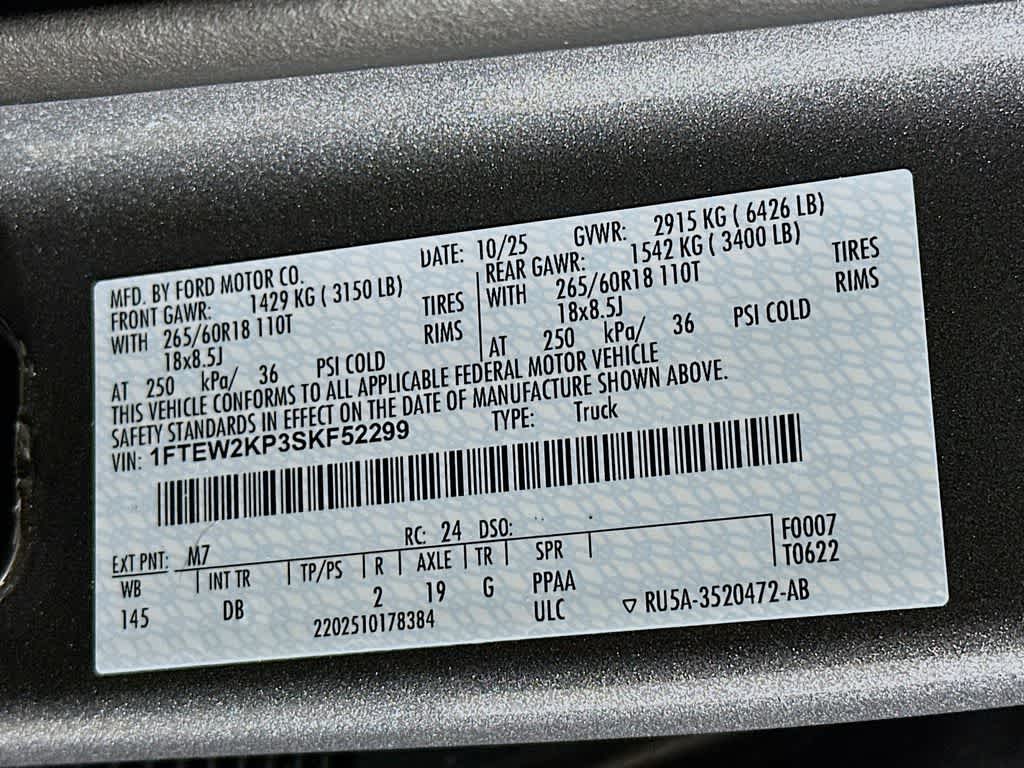 MFD. BY FORD MOTOR CO. DATE: 10/25 GVWR: 2915 KG ( 6426 LB)
FRONT GAWR: 1429 KG ( 3150 LB) REAR GAWR: 1542 KG ( 3400 LB)
WITH 265/60R18 110T TIRES WITH 265/60R18 110T TIRES
18x8.5J RIMS 18x8.5J RIMS
AT 250 kPa/ 36 PSI COLD AT 250 kPa/ 36 PSI COLD
THIS VEHICLE CONFORMS TO ALL APPLICABLE FEDERAL MOTOR VEHICLE
SAFETY STANDARDS IN EFFECT ON THE DATE OF MANUFACTURE SHOWN ABOVE.
VIN: 1FTEW2KP3SKF52299 TYPE: Truck
EXT PNT: M7 RC: 24 DSO: F0007
WB INT TR TP/PS R AXLE TR SPR T0622
145 DB 2 19 G PPAA
2202510178384 ULC ▽ RU5A-3520472-AB